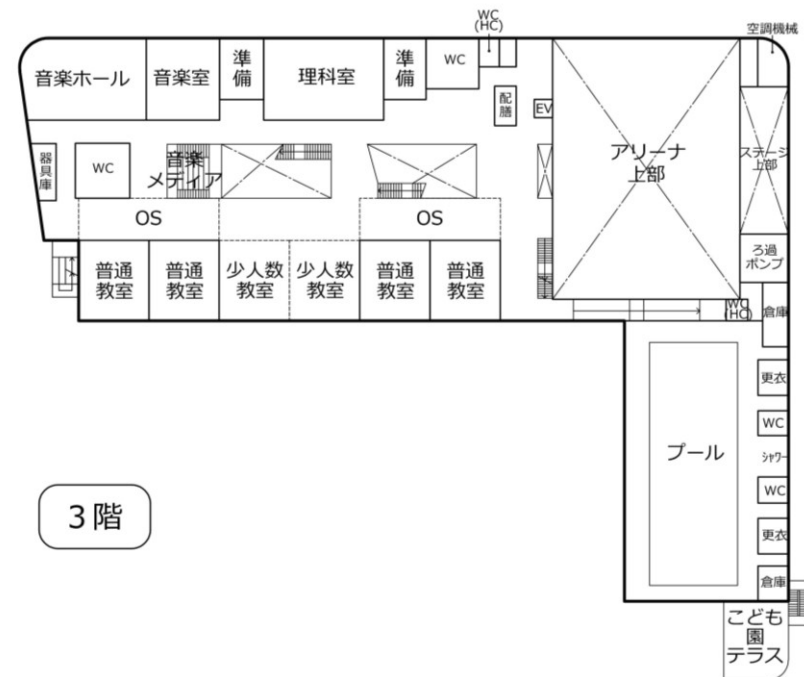 WC
(HC)
空調機械
音楽ホール
音楽室
準
備
理科室
準
備
WC
配
膳
EV
アリーナ
上部
ステージ
上部
器
具
庫
WC
音楽
メディア
OS
OS
普通
教室
普通
教室
少人数
教室
少人数
教室
普通
教室
普通
教室
ろ過
ポンプ
WC
(HC)
倉庫
更衣
WC
プール
シャワー
WC
3階
更衣
倉庫
こども
園
テラス